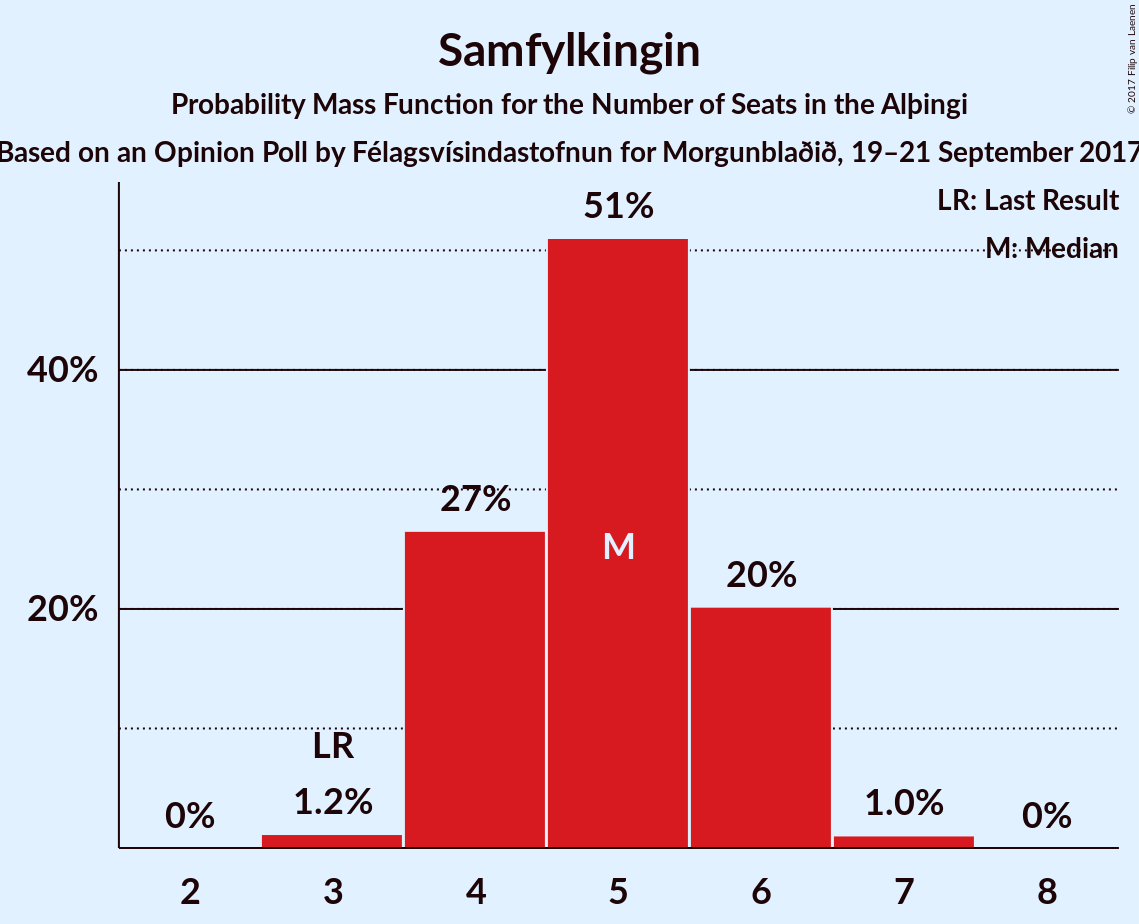 Samfylkingin
Probability Mass Function for the Number of Seats in the Alþingi
Based on an Opinion Poll by Félagsvísindastofnun for Morgunblaðið, 19–21 September 2017
© 2017 Filip van Laenen
LR: Last Result
M: Median
51%
40%
27%
M
20%
20%
LR
0%
1.2%
1.0%
0%
2 3 4 5 6 7 8